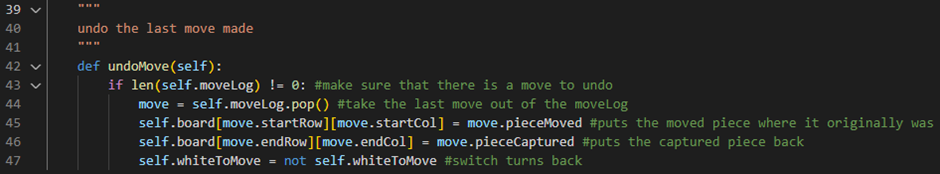 39 """
40 undo the last move made
41 """
42 def undoMove(self):
43 if len(self.moveLog) != 0: #make sure that there is a move to undo
44 move = self.moveLog.pop() #take the last move out of the moveLog
45 self.board[move.startRow][move.startCol] = move.pieceMoved #puts the moved piece where it originally was
46 self.board[move.endRow][move.endCol] = move.pieceCaptured #puts the captured piece back
47 self.whiteToMove = not self.whiteToMove #switch turns back